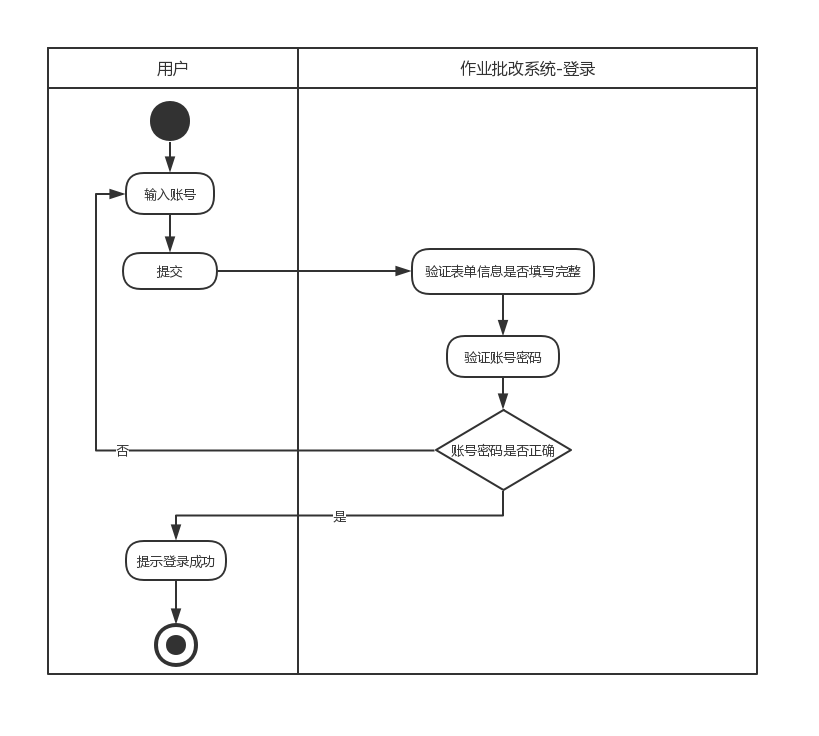 用户
作业批改系统-登录
输入账号
提交
验证表单信息是否填写完整
验证账号密码
账号密码是否正确
否
是
提示登录成功